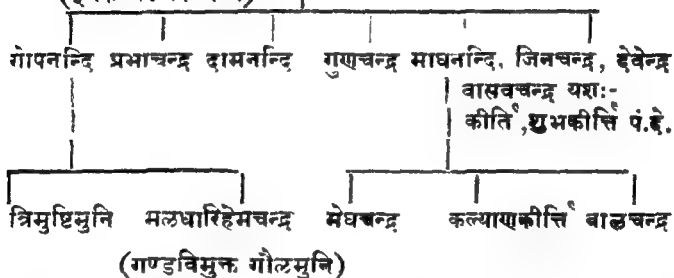 गोपनन्दि प्रभाचन्द्र दामनन्दि गुणचन्द्र माघनन्दि, जिनचन्द्र, देवेन्द्र
वासवचन्द्र यशः-
कीर्ति, शुभकीर्त्ति पं.दे.
त्रिमुष्टिमुनि मलधारिहेमचन्द्र मेघचन्द्र कल्याणकीर्त्ति बालचन्द्र
(गण्डविमुक्त गौलमुनि)